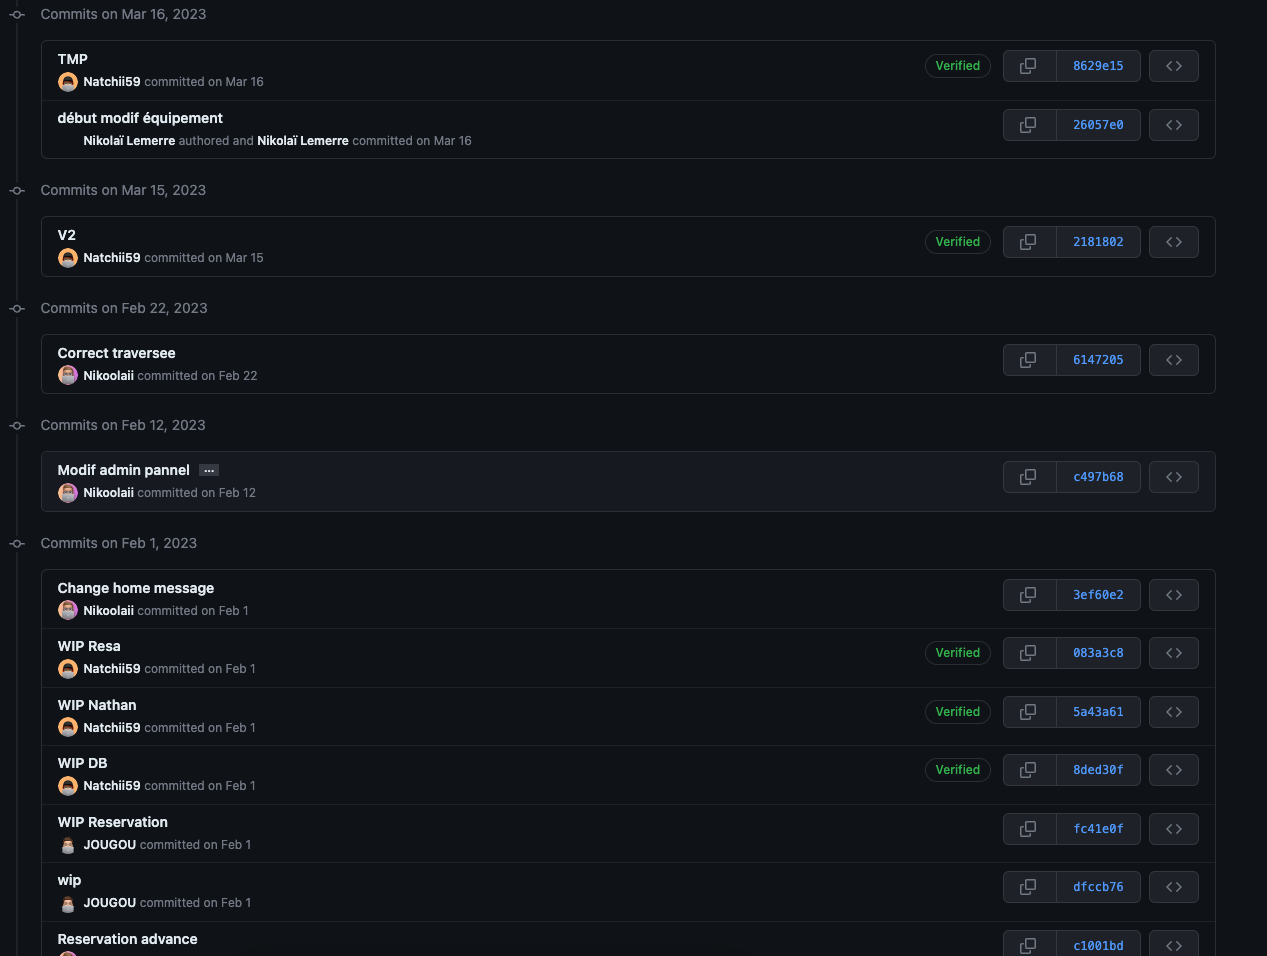 Commits on Mar 16, 2023
TMP
Natchii59 committed on Mar 16
Verified
8629e15
début modif équipement
Nikolaï Lemerre authored and Nikolaï Lemerre committed on Mar 16
26057e0
Commits on Mar 15, 2023
V2
Natchii59 committed on Mar 15
Verified
2181802
Commits on Feb 22, 2023
Correct traversee
Nikoolaii committed on Feb 22
6147205
Commits on Feb 12, 2023
Modif admin pannel ...
Nikoolaii committed on Feb 12
c497b68
Commits on Feb 1, 2023
Change home message
Nikoolaii committed on Feb 1
3ef60e2
WIP Resa
Natchii59 committed on Feb 1
Verified
083a3c8
WIP Nathan
Natchii59 committed on Feb 1
Verified
5a43a61
WIP DB
Natchii59 committed on Feb 1
Verified
8ded30f
WIP Reservation
JOUGOU committed on Feb 1
fc41e0f
wip
JOUGOU committed on Feb 1
dfccb76
Reservation advance
c1001bd